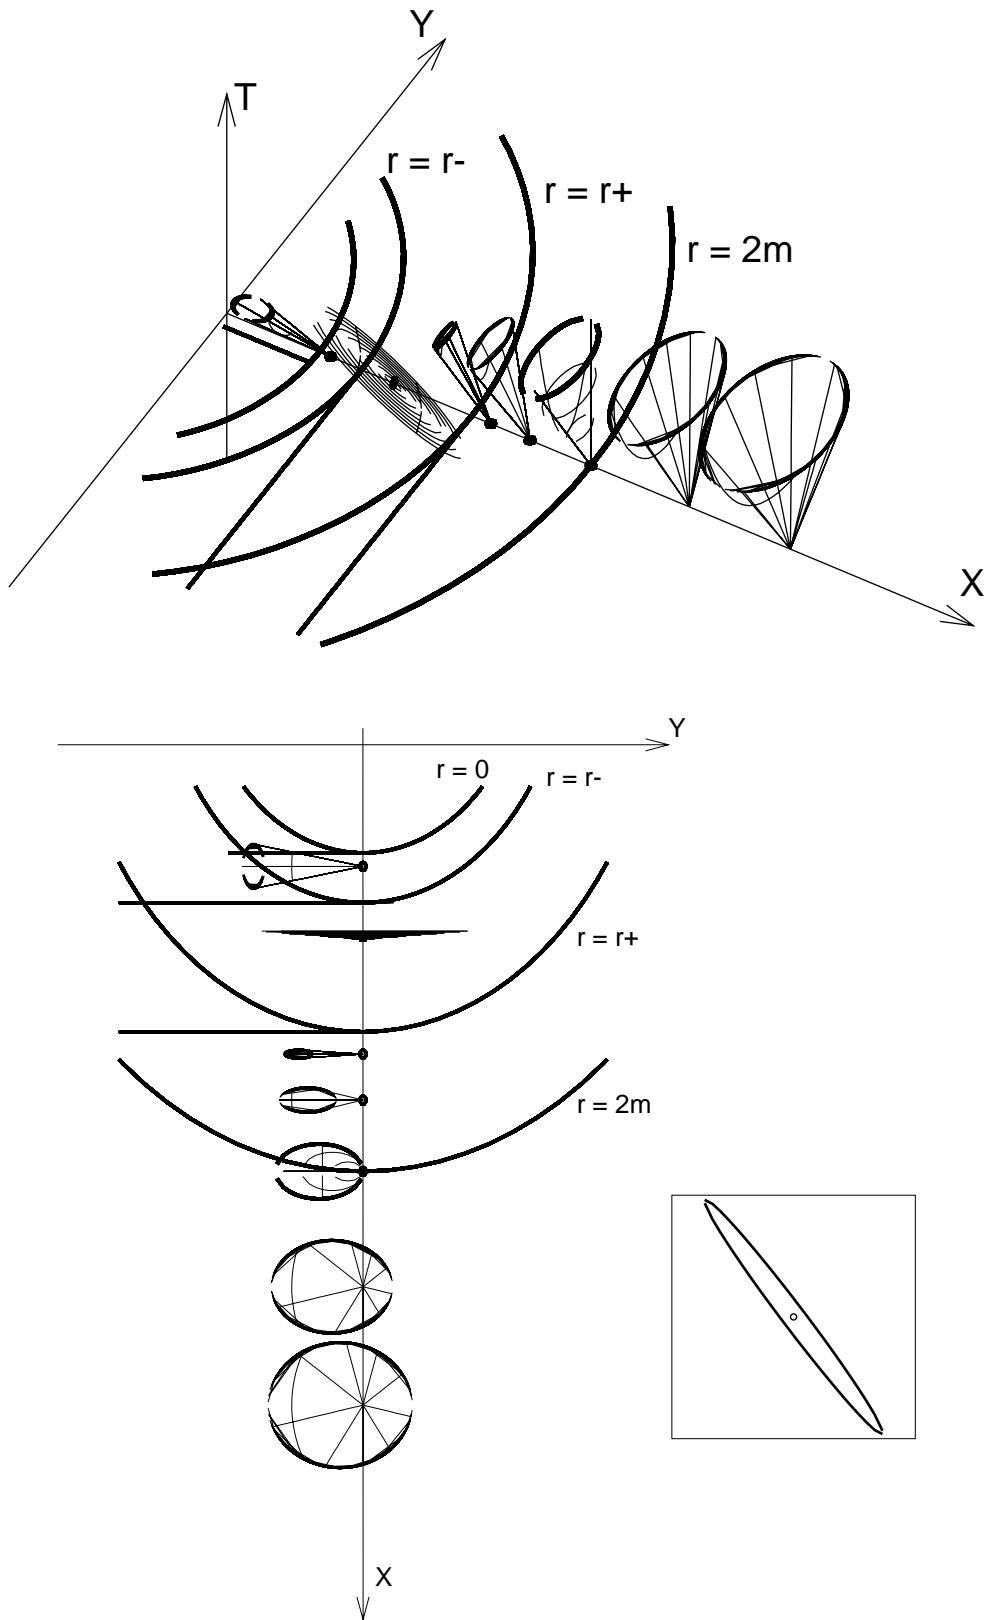 Y
T
r = r-
r = r+
r = 2m
X
Y
r = 0
r = r-
r = r+
r = 2m
X